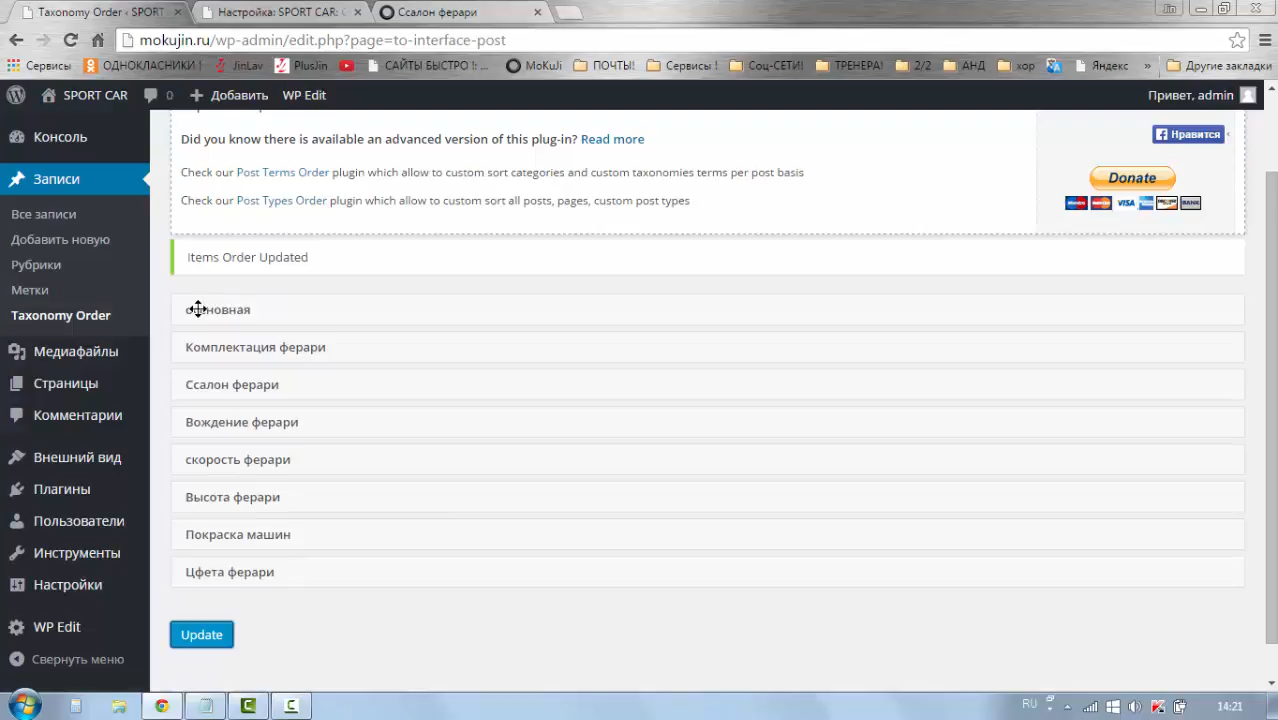 Taxonomy Order ‹ SPORT
Настройка: SPORT CAR: С
Ссалон ферари
mokujin.ru/wp-admin/edit.php?page=to-interface-post
Сервисы
ОДНОКЛАСНИКИ !
JinLav
PlusJin
САЙТЫ БЫСТРО !: ...
MoKuJi
ПОЧТЫ!
Сервисы !
Соц-СЕТИ!
ТРЕНЕРА!
2/2
АНД
хор
Яндекс
»
Другие закладки
SPORT CAR
0
Добавить
WP Edit
Привет, admin
Консоль
Записи
Все записи
Добавить новую
Рубрики
Метки
Taxonomy Order
Медиафайлы
Страницы
Комментарии
Внешний вид
Плагины
Пользователи
Инструменты
Настройки
WP Edit
Свернуть меню
Did you know there is available an advanced version of this plug-in? Read more
Check our Post Terms Order plugin which allow to custom sort categories and custom taxonomies terms per post basis
Check our Post Types Order plugin which allow to custom sort all posts, pages, custom post types
Нравится
Donate
VISA
BANK
Items Order Updated
Комплектация ферари
Ссалон ферари
Вождение ферари
скорость ферари
Высота ферари
Покраска машин
Цфета ферари
Update
RU
14:21